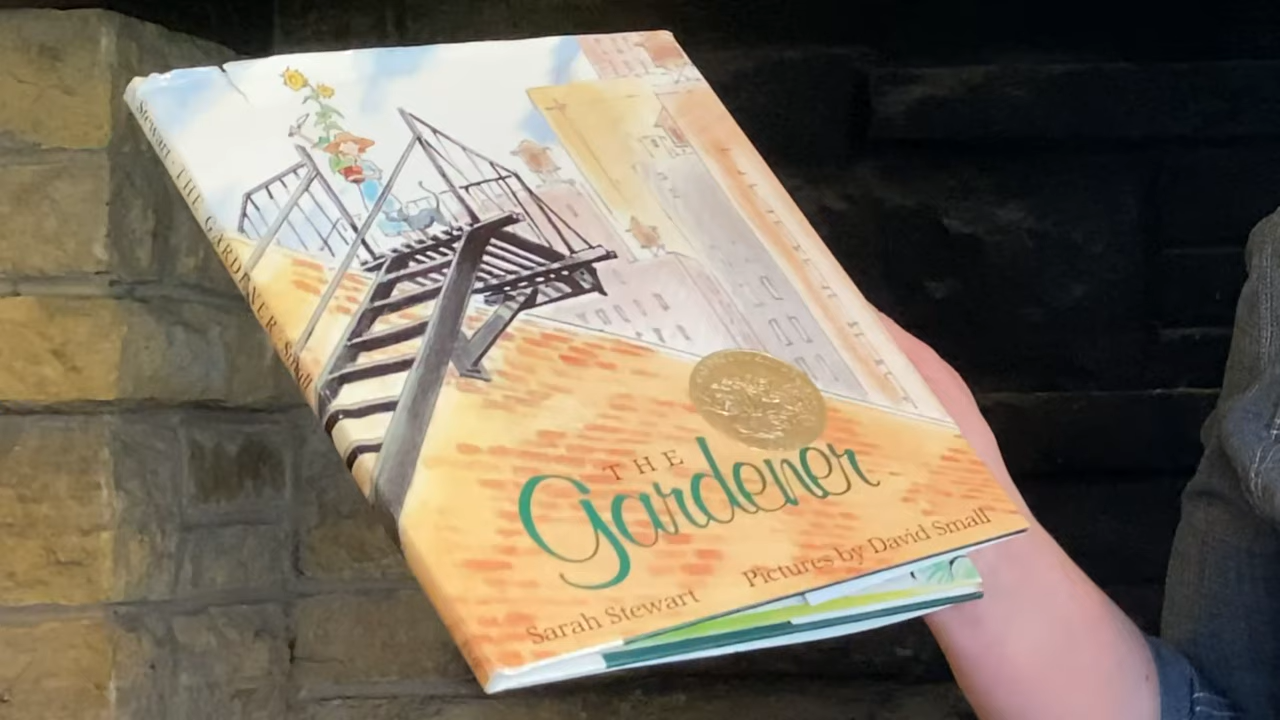 Stewart · THE GARDENER · Small
THE
Gardener
Sarah Stewart
Pictures by David Small